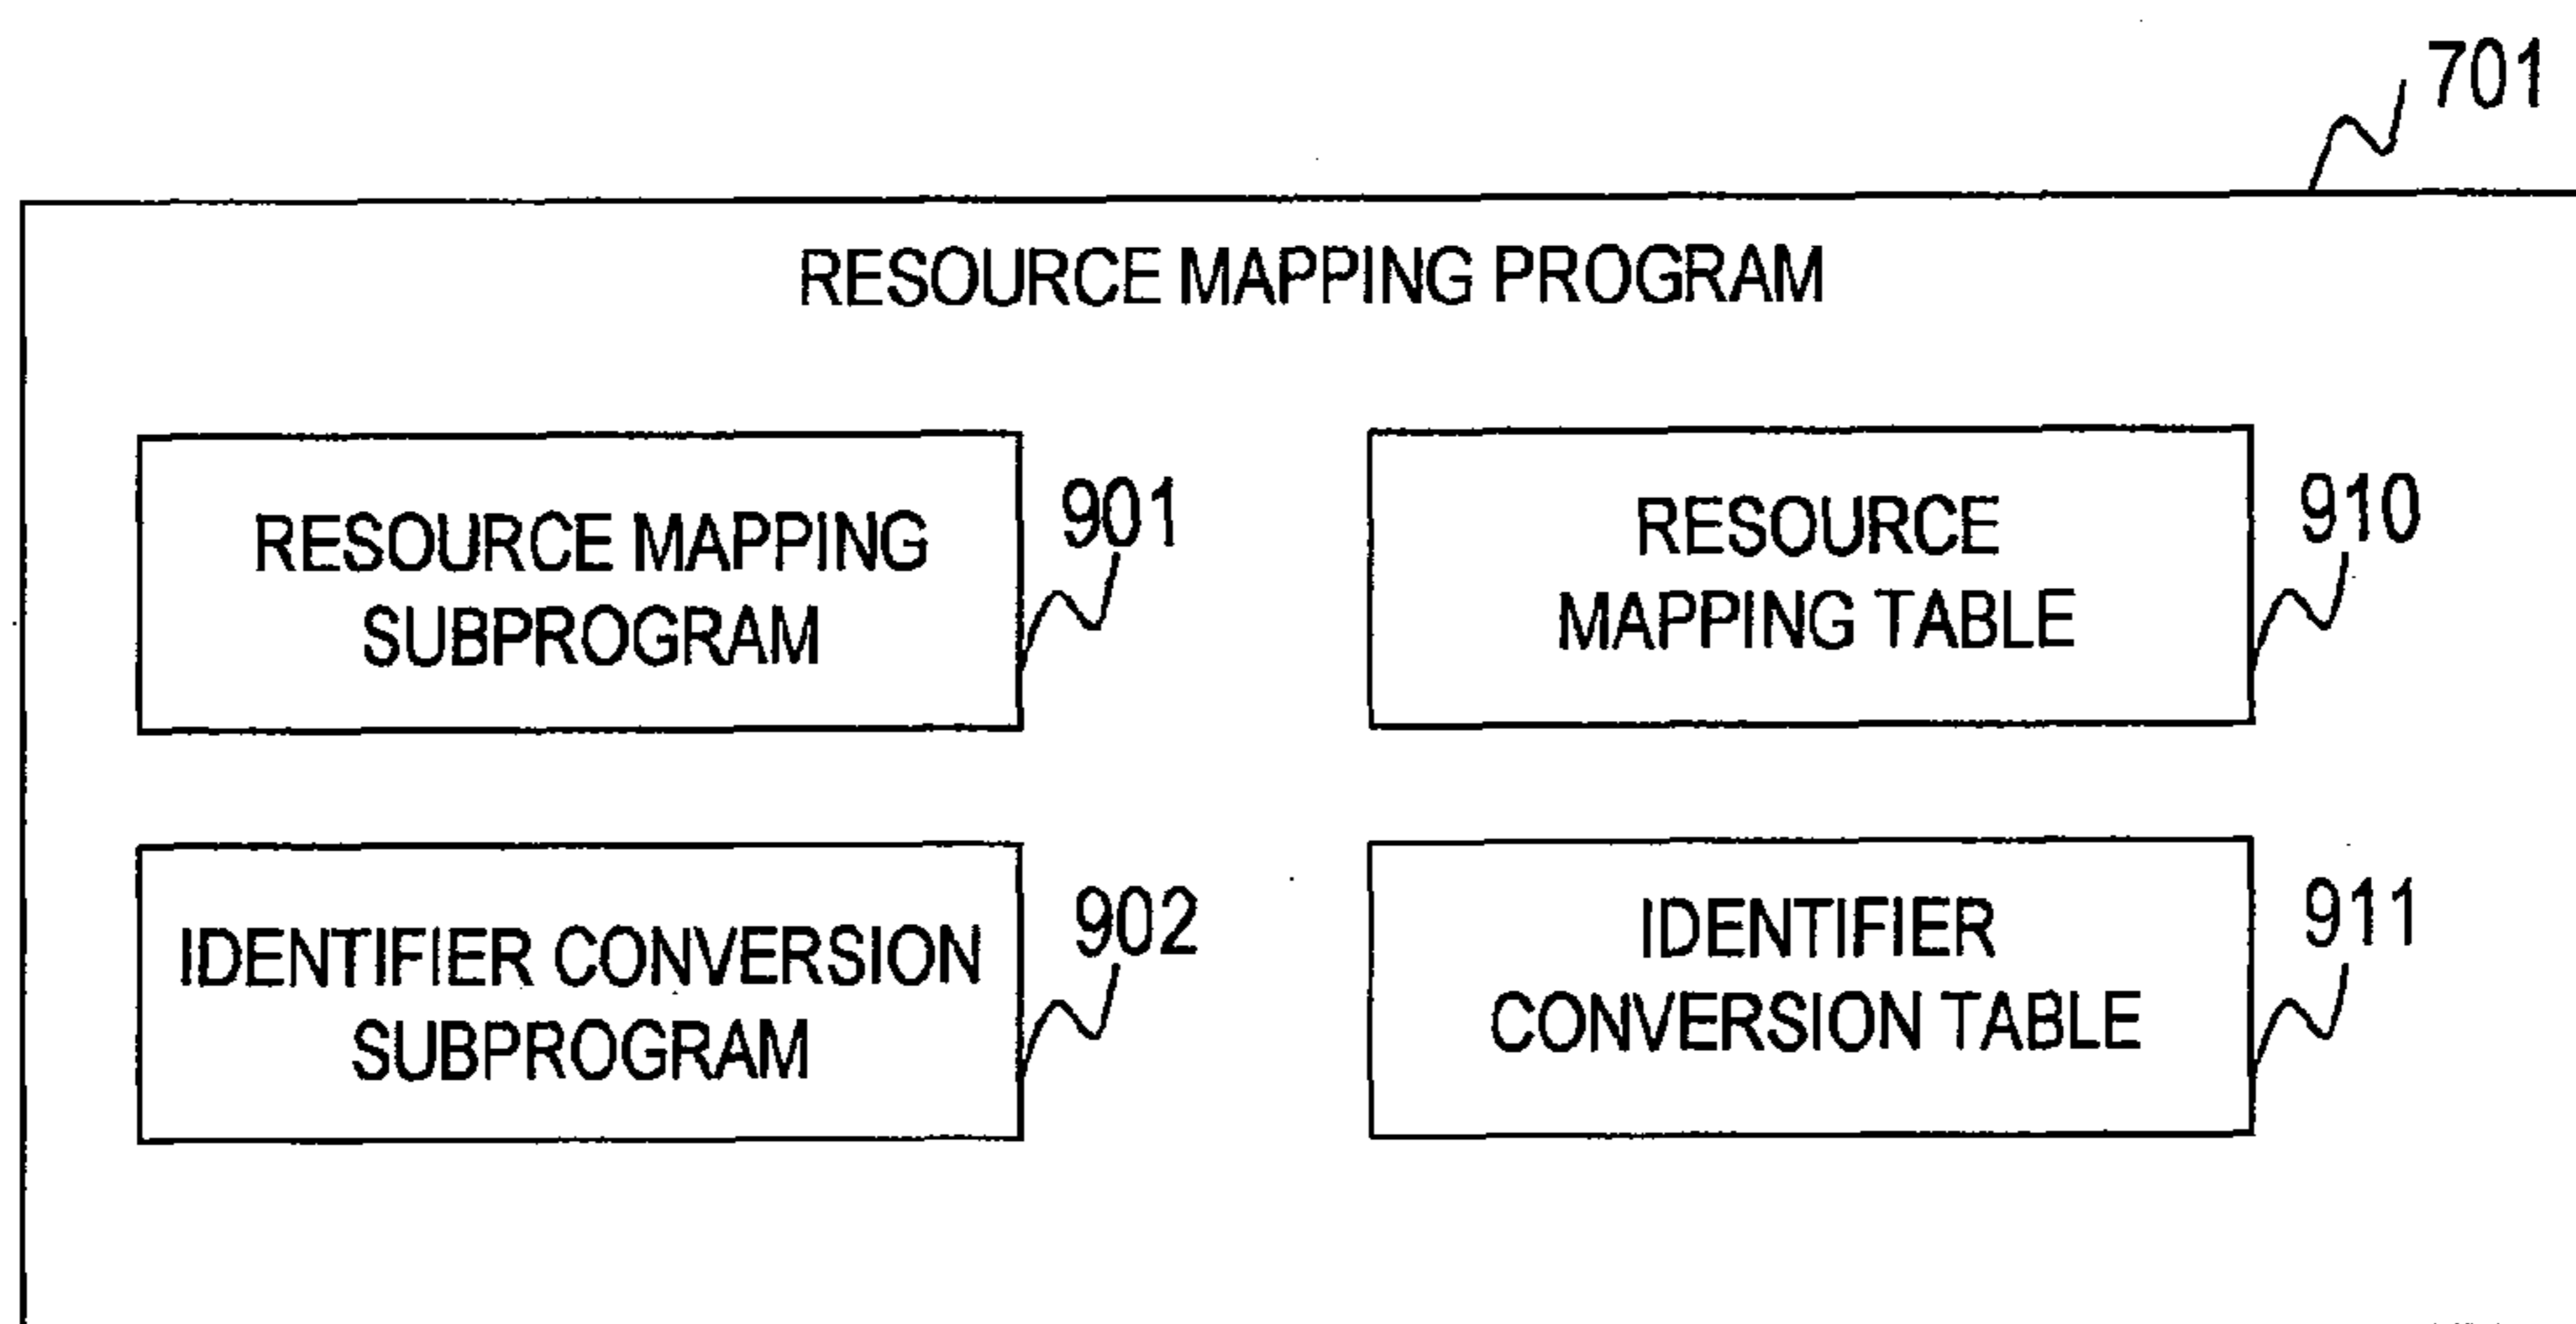 701
RESOURCE MAPPING PROGRAM
RESOURCE MAPPING
SUBPROGRAM
901
RESOURCE
MAPPING TABLE
910
IDENTIFIER CONVERSION
SUBPROGRAM
902
IDENTIFIER
CONVERSION TABLE
911